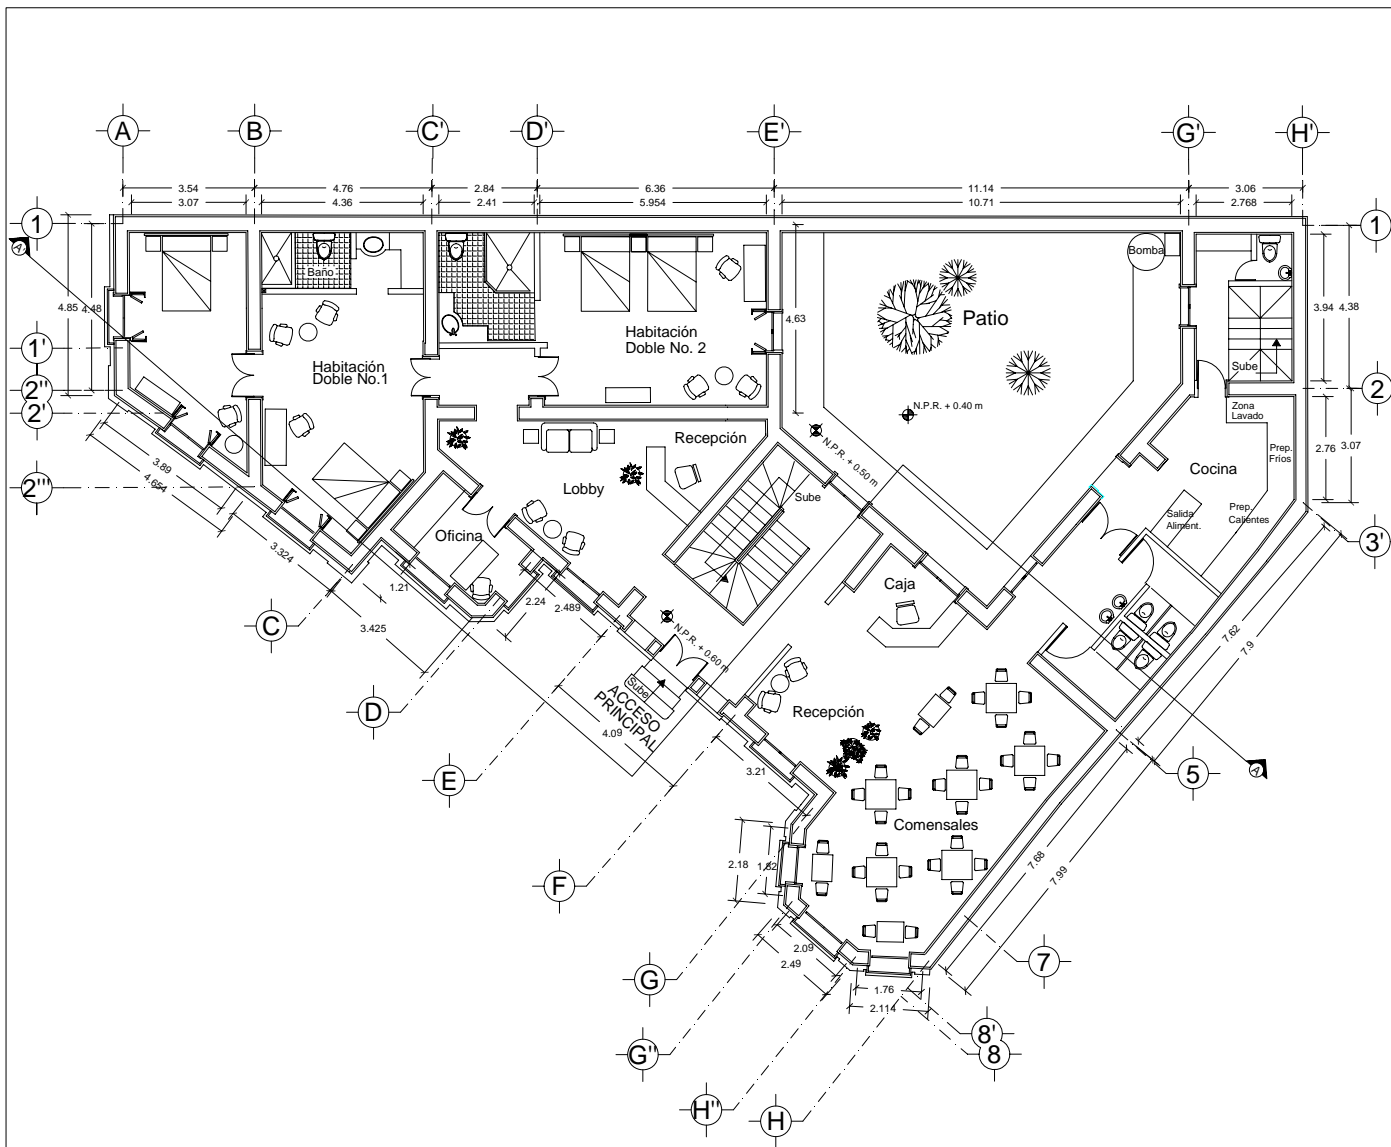 A B C' D' E' G' H'
3.54 4.76 2.84 6.36 11.14 3.06
3.07 4.36 2.41 5.954 10.71 2.768
1
1
A'
Bomba
Baño
4.85
4.48
4.63
Patio
3.94
4.38
Habitación
Doble No. 2
1'
Habitación
Doble No.1
Sube
2''
2'
2
N.P.R. + 0.40 m
Zona
Lavado
Recepción
N.P.R. + 0.50 m
Prep.
Frios
2.76
3.07
3.89
4.654
2'''
Lobby
Sube
Cocina
Salida
Aliment.
Prep.
Calientes
Oficina
3'
3.324
1.21
Caja
2.24
2.489
C
3.425
N.P.R. + 0.60 m
7.62
7.9
Sube
ACCESO
PRINCIPAL
D
Recepción
4.09
3.21
E
5
A'
Comensales
2.18
1.82
7.68
7.99
F
2.09
2.49
7
G
1.76
2.114
8'
8
G''
H''
H